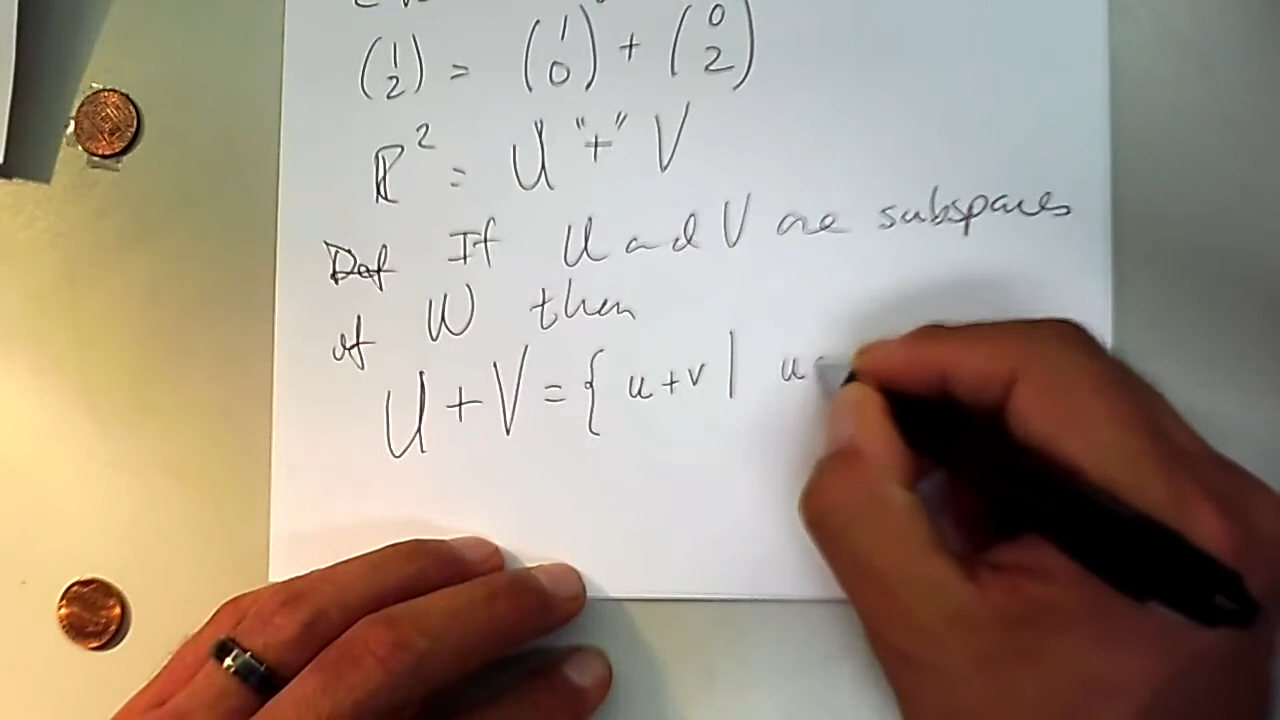 (1 2) = (1 0) + (0 2)
ℝ² = U "+" V
Def If U and V are subspaces
of W then
U + V = { u + v | u